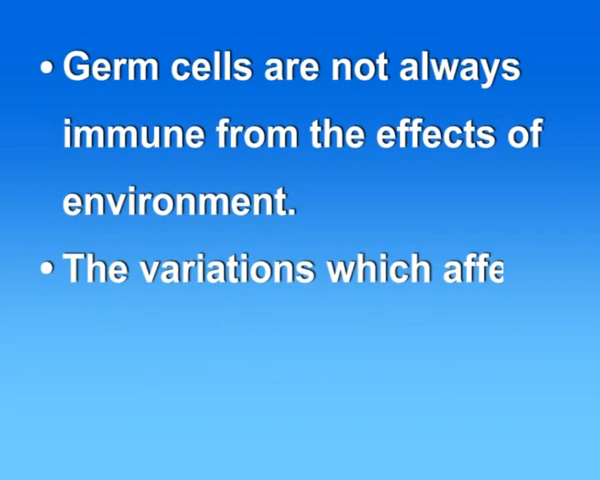 • Germ cells are not always
immune from the effects of
environment.
• The variations which affe